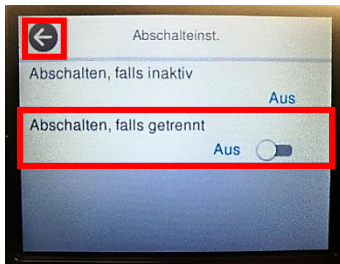 Abschalteinst.
Abschalten, falls inaktiv
Aus
Abschalten, falls getrennt
Aus